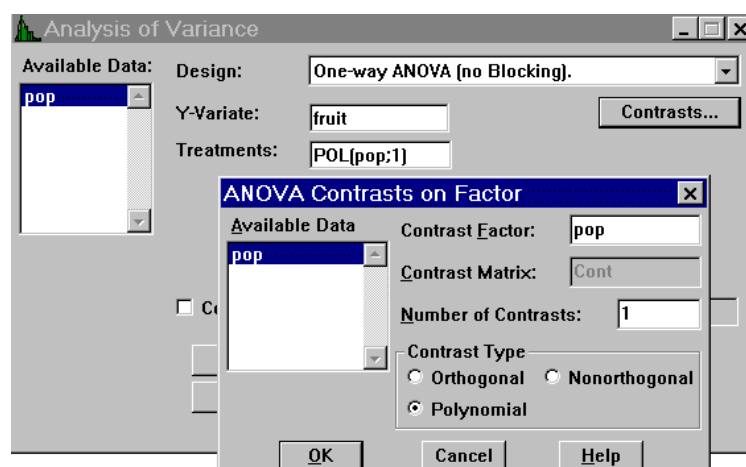 Analysis of Variance
Available Data:
pop
Design:
One-way ANOVA (no Blocking).
Y-Variate:
fruit
Contrasts...
Treatments:
POL(pop;1)
ANOVA Contrasts on Factor
Available Data
pop
Contrast Factor:
pop
Contrast Matrix:
Cont
Number of Contrasts:
1
Contrast Type
Orthogonal
Nonorthogonal
Polynomial
OK
Cancel
Help